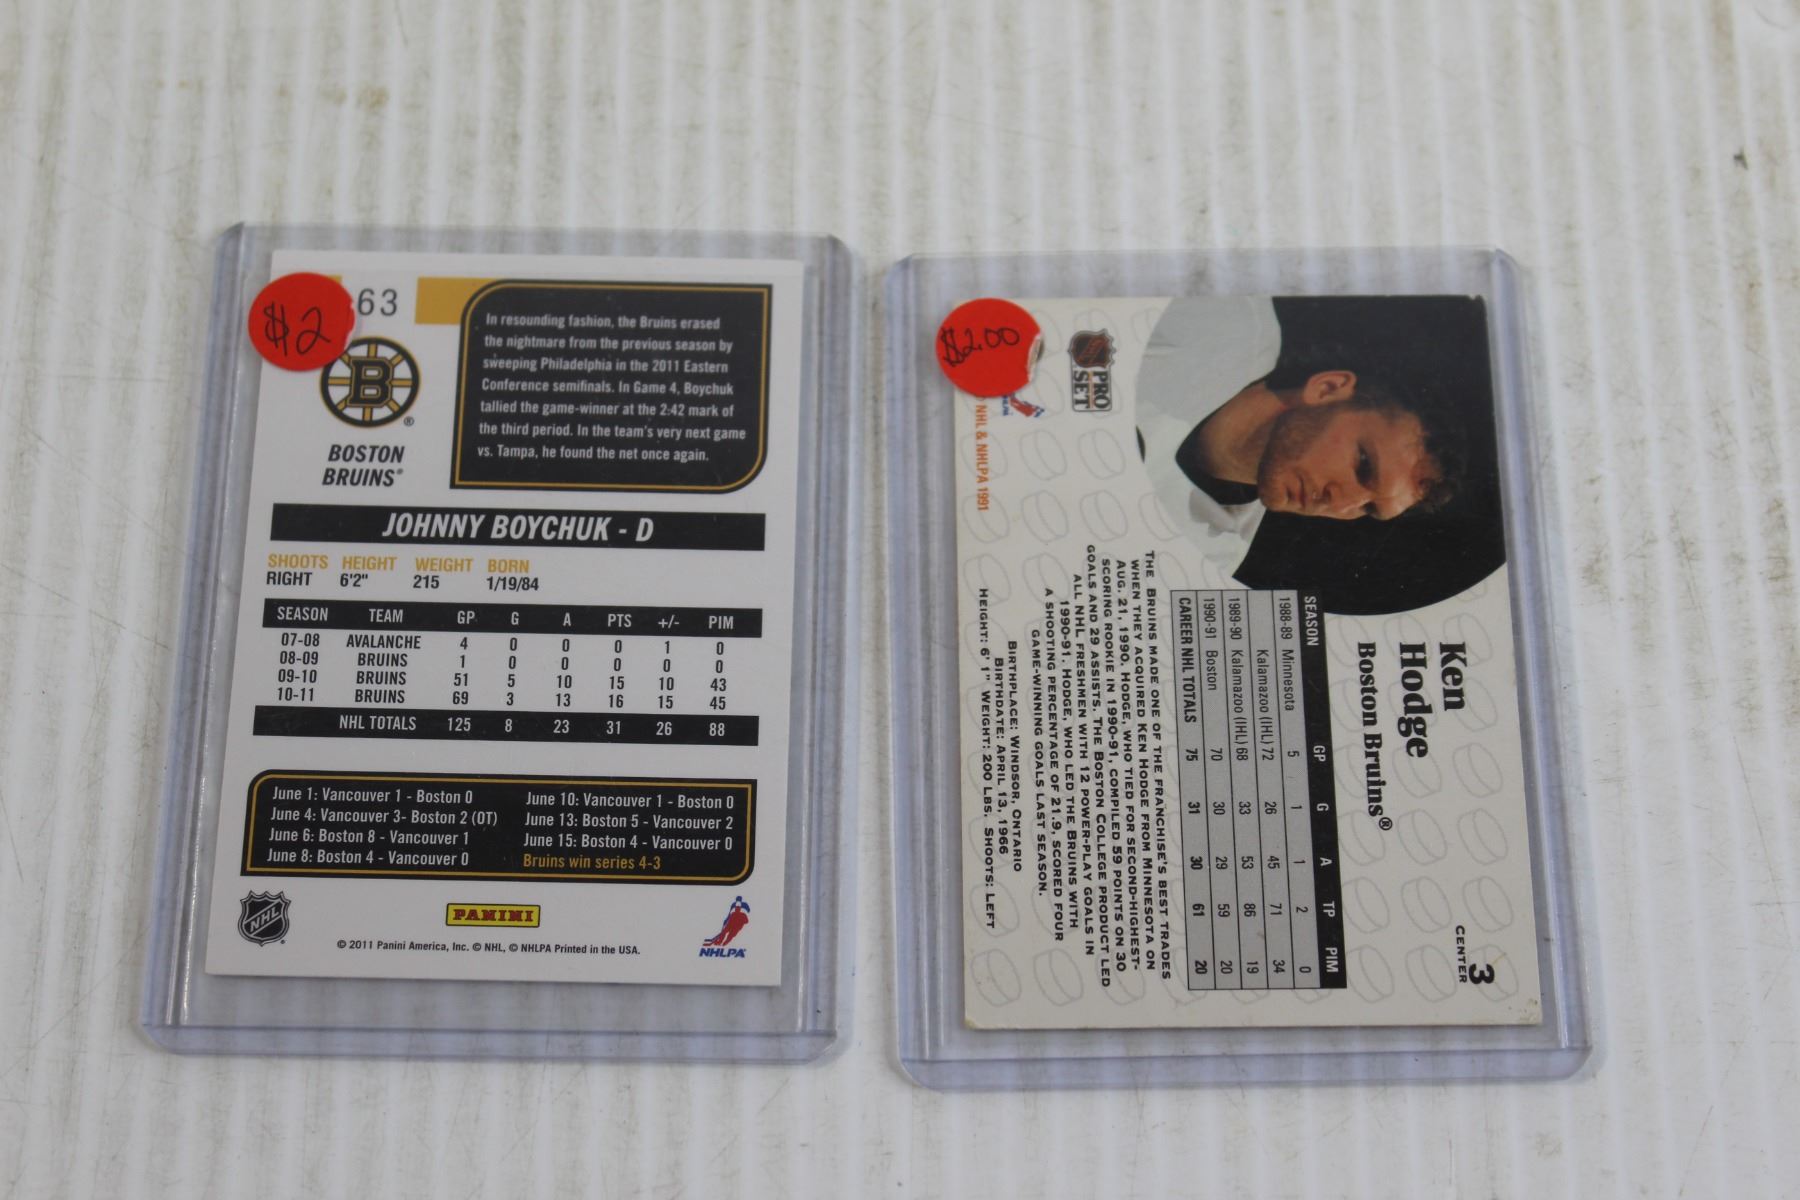 $2
63
B
®
BOSTON
BRUINS®
In resounding fashion, the Bruins erased
the nightmare from the previous season by
sweeping Philadelphia in the 2011 Eastern
Conference semifinals. In Game 4, Boychuk
tallied the game-winner at the 2:42 mark of
the third period. In the team's very next game
vs. Tampa, he found the net once again.
JOHNNY BOYCHUK - D
SHOOTS HEIGHT WEIGHT BORN
RIGHT 6'2" 215 1/19/84
SEASON TEAM GP G A PTS +/- PIM
07-08 AVALANCHE 4 0 0 0 1 0
08-09 BRUINS 1 0 0 0 0 0
09-10 BRUINS 51 5 10 15 10 43
10-11 BRUINS 69 3 13 16 15 45
NHL TOTALS 125 8 23 31 26 88
June 1: Vancouver 1 - Boston 0
June 4: Vancouver 3- Boston 2 (OT)
June 6: Boston 8 - Vancouver 1
June 8: Boston 4 - Vancouver 0
June 10: Vancouver 1 - Boston 0
June 13: Boston 5 - Vancouver 2
June 15: Boston 4 - Vancouver 0
Bruins win series 4-3
NHL
PANINI
NHLPA
© 2011 Panini America, Inc. © NHL, © NHLPA Printed in the USA.
$2.00
Ken
Hodge
Boston Bruins®
3
CENTER
SEASON GP G A TP PIM
1988-89 Minnesota 5 1 1 2 0
Kalamazoo (IHL) 72 26 45 71 34
1989-90 Kalamazoo (IHL) 68 33 53 86 19
1990-91 Boston 70 30 29 59 20
CAREER NHL TOTALS 75 31 30 61 20
THE BRUINS MADE ONE OF THE FRANCHISE'S BEST TRADES
WHEN THEY ACQUIRED KEN HODGE FROM MINNESOTA ON
AUG. 21, 1990. HODGE, WHO TIED FOR SECOND-HIGHEST-
SCORING ROOKIE IN 1990-91, COMPILED 59 POINTS ON 30
GOALS AND 29 ASSISTS. THE BOSTON COLLEGE PRODUCT LED
ALL NHL FRESHMEN WITH 12 POWER-PLAY GOALS IN
1990-91. HODGE, WHO LED THE BRUINS WITH
A SHOOTING PERCENTAGE OF 21.9, SCORED FOUR
GAME-WINNING GOALS LAST SEASON.
BIRTHPLACE: WINDSOR, ONTARIO
BIRTHDATE: APRIL 13, 1966
HEIGHT: 6'1" WEIGHT: 200 LBS. SHOOTS: LEFT
NHL
PRO
SET
NHL & NHLPA 1991